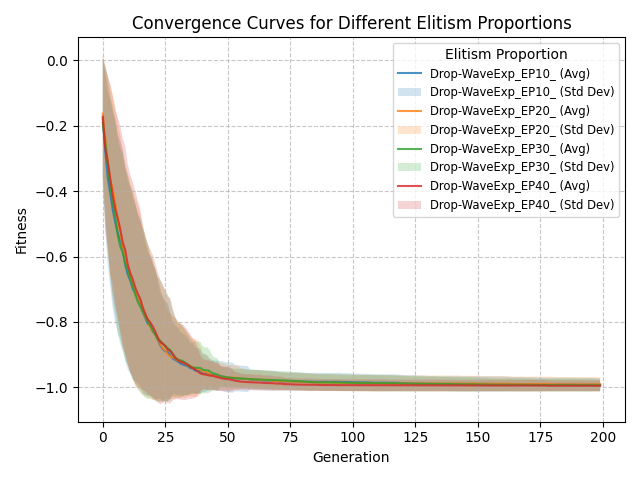 Convergence Curves for Different Elitism Proportions
Elitism Proportion
Drop-WaveExp_EP10_ (Avg)
Drop-WaveExp_EP10_ (Std Dev)
Drop-WaveExp_EP20_ (Avg)
Drop-WaveExp_EP20_ (Std Dev)
Drop-WaveExp_EP30_ (Avg)
Drop-WaveExp_EP30_ (Std Dev)
Drop-WaveExp_EP40_ (Avg)
Drop-WaveExp_EP40_ (Std Dev)
Fitness
0.0
−0.2
−0.4
−0.6
−0.8
−1.0
0 25 50 75 100 125 150 175 200
Generation